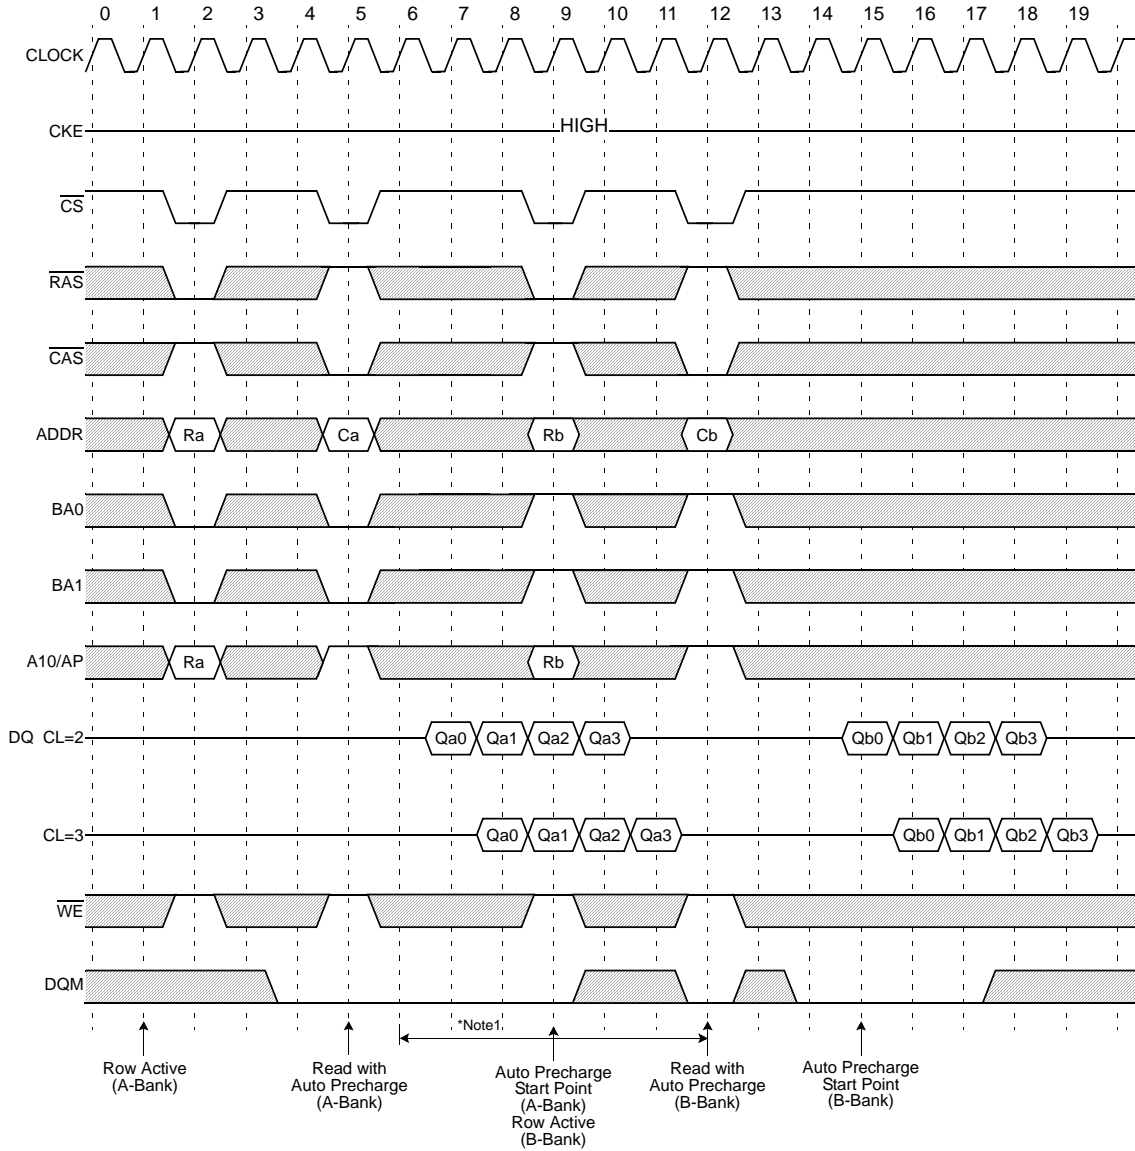 0 1 2 3 4 5 6 7 8 9 10 11 12 13 14 15 16 17 18 19
CLOCK
CKE HIGH
CS
RAS
CAS
ADDR Ra Ca Rb Cb
BA0
BA1
A10/AP Ra Rb
DQ CL=2 Qa0 Qa1 Qa2 Qa3 Qb0 Qb1 Qb2 Qb3
CL=3 Qa0 Qa1 Qa2 Qa3 Qb0 Qb1 Qb2 Qb3
WE
DQM
*Note1
Row Active
(A-Bank)
Read with
Auto Precharge
(A-Bank)
Auto Precharge
Start Point
(A-Bank)
Row Active
(B-Bank)
Read with
Auto Precharge
(B-Bank)
Auto Precharge
Start Point
(B-Bank)